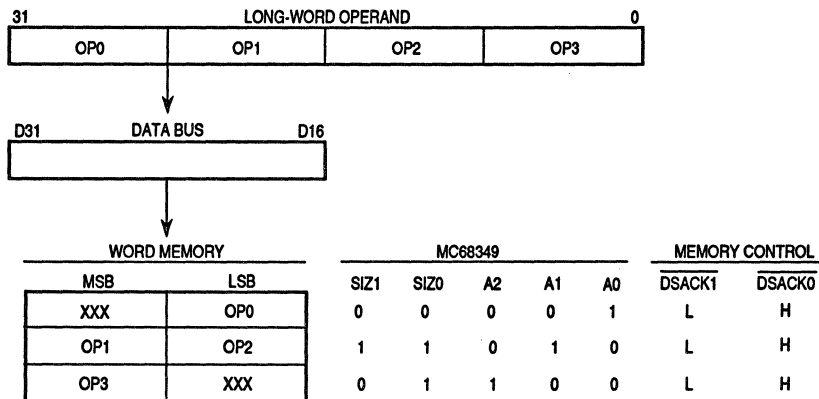 31 LONG-WORD OPERAND 0
OP0 OP1 OP2 OP3
D31 DATA BUS D16
WORD MEMORY MC68349 MEMORY CONTROL
MSB LSB SIZ1 SIZ0 A2 A1 A0 DSACK1 DSACK0
XXX OP0 0 0 0 0 1 L H
OP1 OP2 1 1 0 1 0 L H
OP3 XXX 0 1 1 0 0 L H